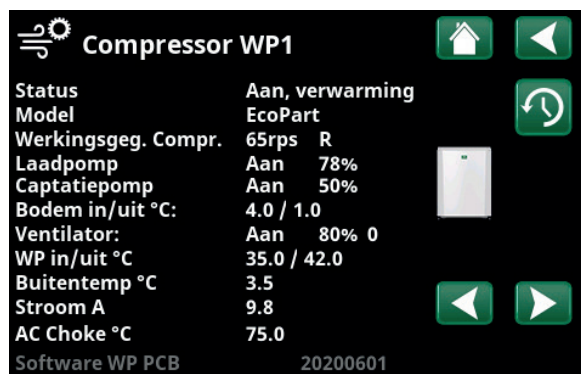 Compressor WP1
Status Aan, verwarming
Model EcoPart
Werkingsgeg. Compr. 65rps R
Laadpomp Aan 78%
Captatiepomp Aan 50%
Bodem in/uit °C: 4.0 / 1.0
Ventilator: Aan 80% 0
WP in/uit °C 35.0 / 42.0
Buitentemp °C 3.5
Stroom A 9.8
AC Choke °C 75.0
Software WP PCB 20200601